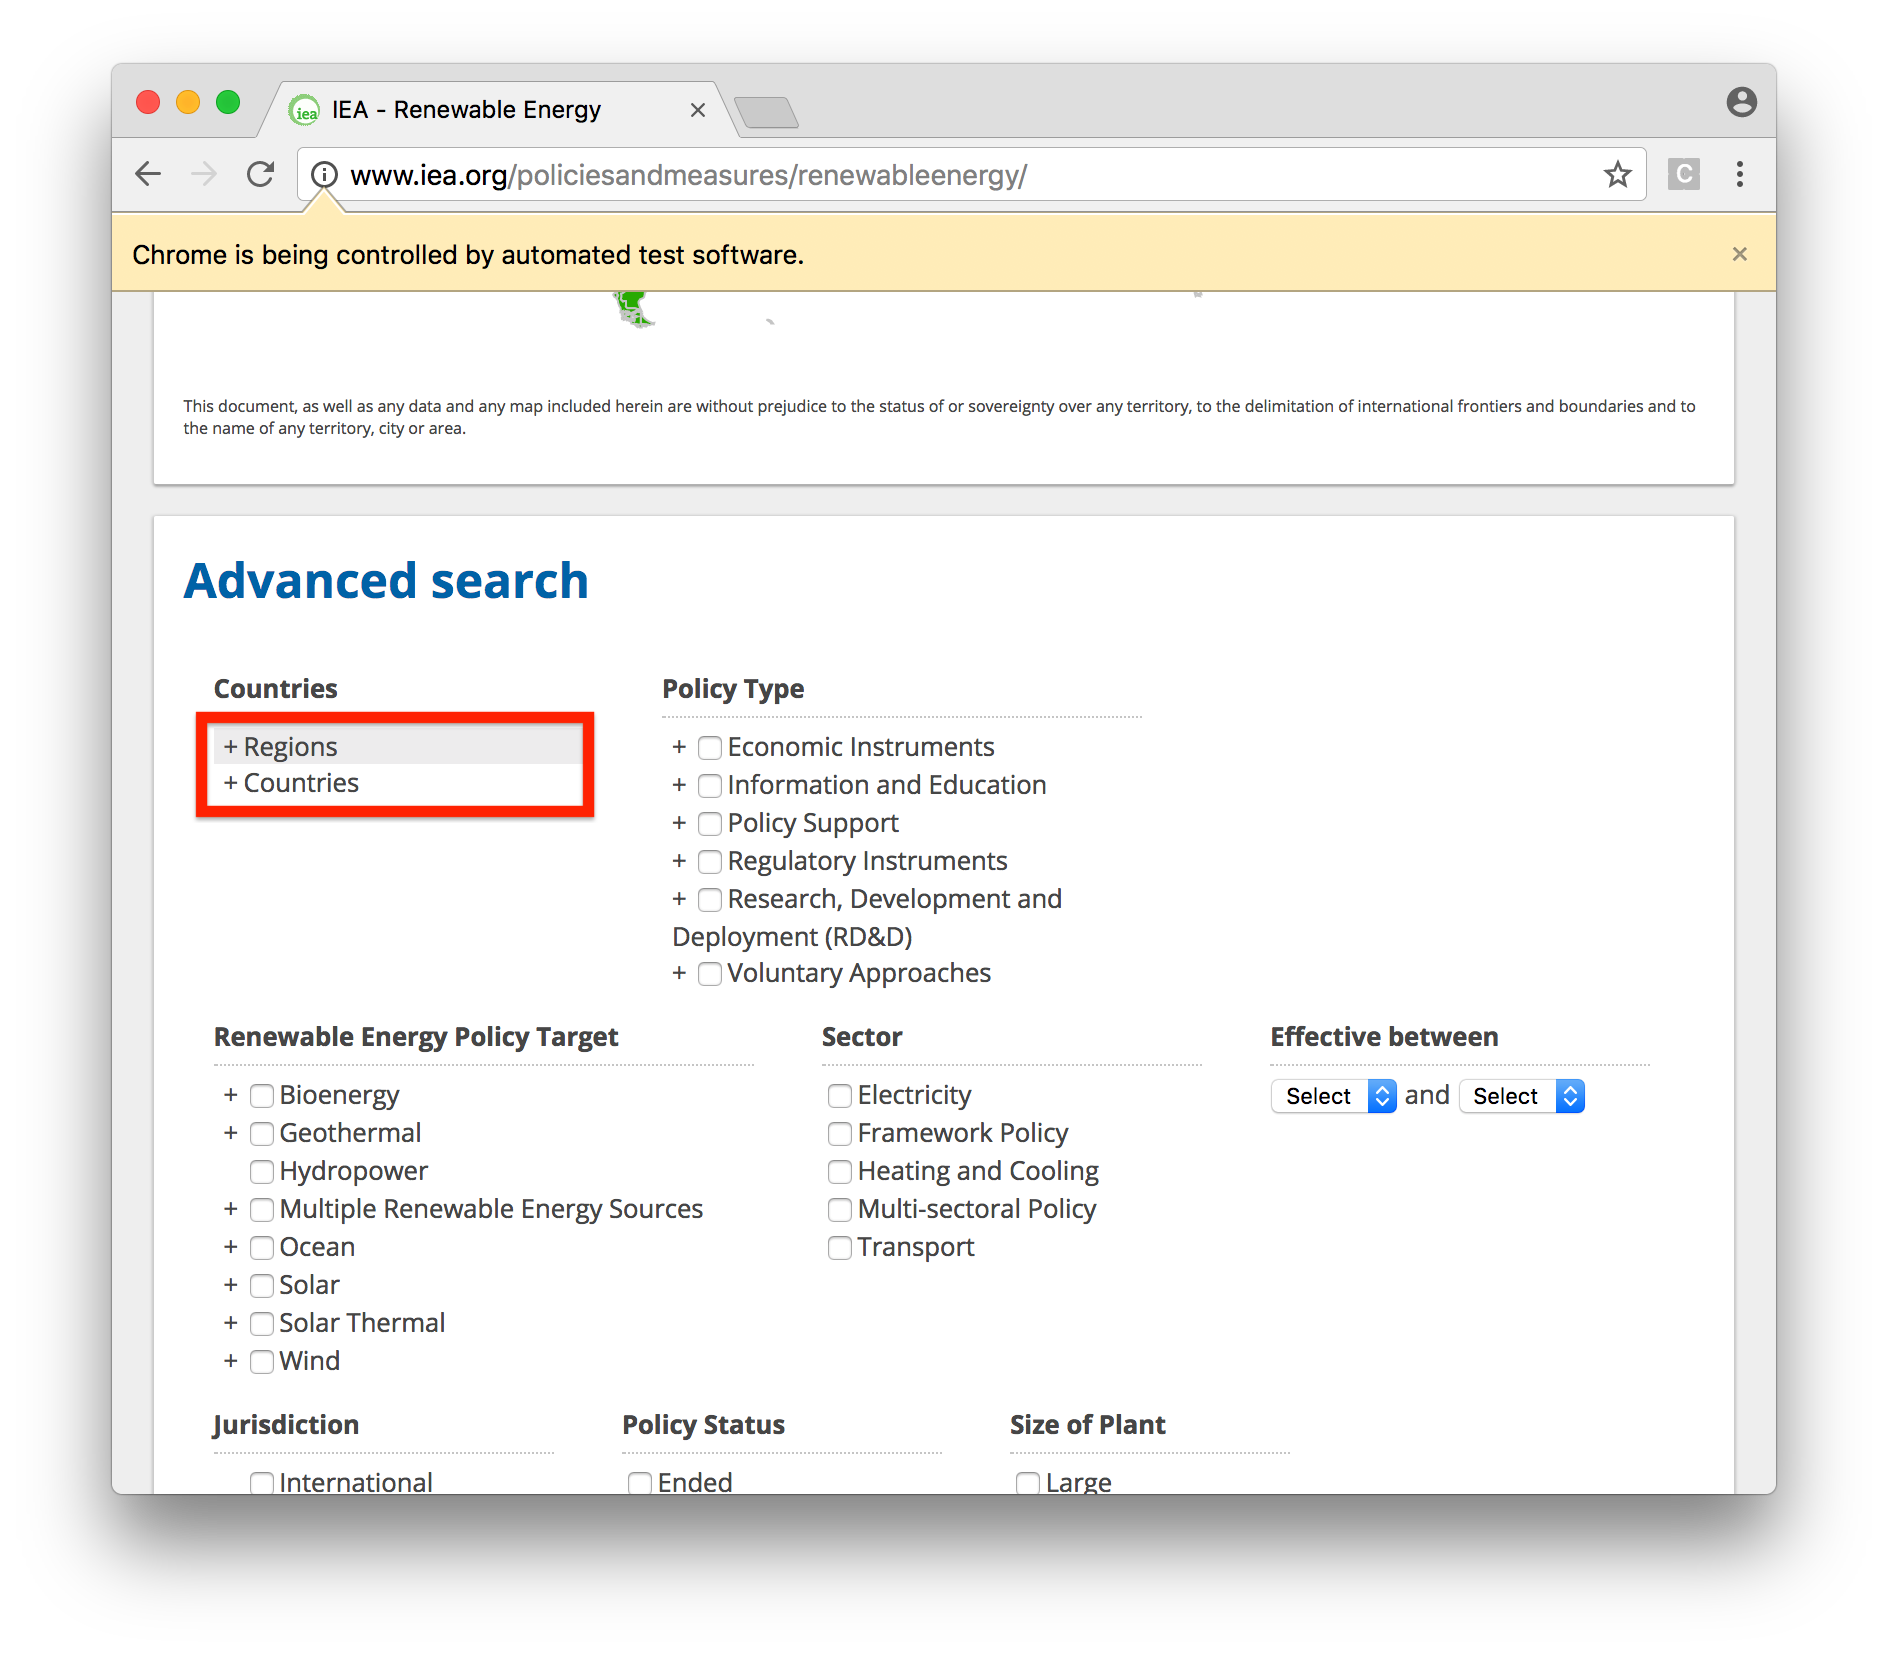 iea IEA - Renewable Energy
www.iea.org/policiesandmeasures/renewableenergy/
C
Chrome is being controlled by automated test software.
This document, as well as any data and any map included herein are without prejudice to the status of or sovereignty over any territory, to the delimitation of international frontiers and boundaries and to
the name of any territory, city or area.
Advanced search
Countries
+ Regions
+ Countries
Policy Type
+ Economic Instruments
+ Information and Education
+ Policy Support
+ Regulatory Instruments
+ Research, Development and
Deployment (RD&D)
+ Voluntary Approaches
Renewable Energy Policy Target
+ Bioenergy
+ Geothermal
Hydropower
+ Multiple Renewable Energy Sources
+ Ocean
+ Solar
+ Solar Thermal
+ Wind
Sector
Electricity
Framework Policy
Heating and Cooling
Multi-sectoral Policy
Transport
Effective between
Select and Select
Jurisdiction
International
Policy Status
Ended
Size of Plant
Large